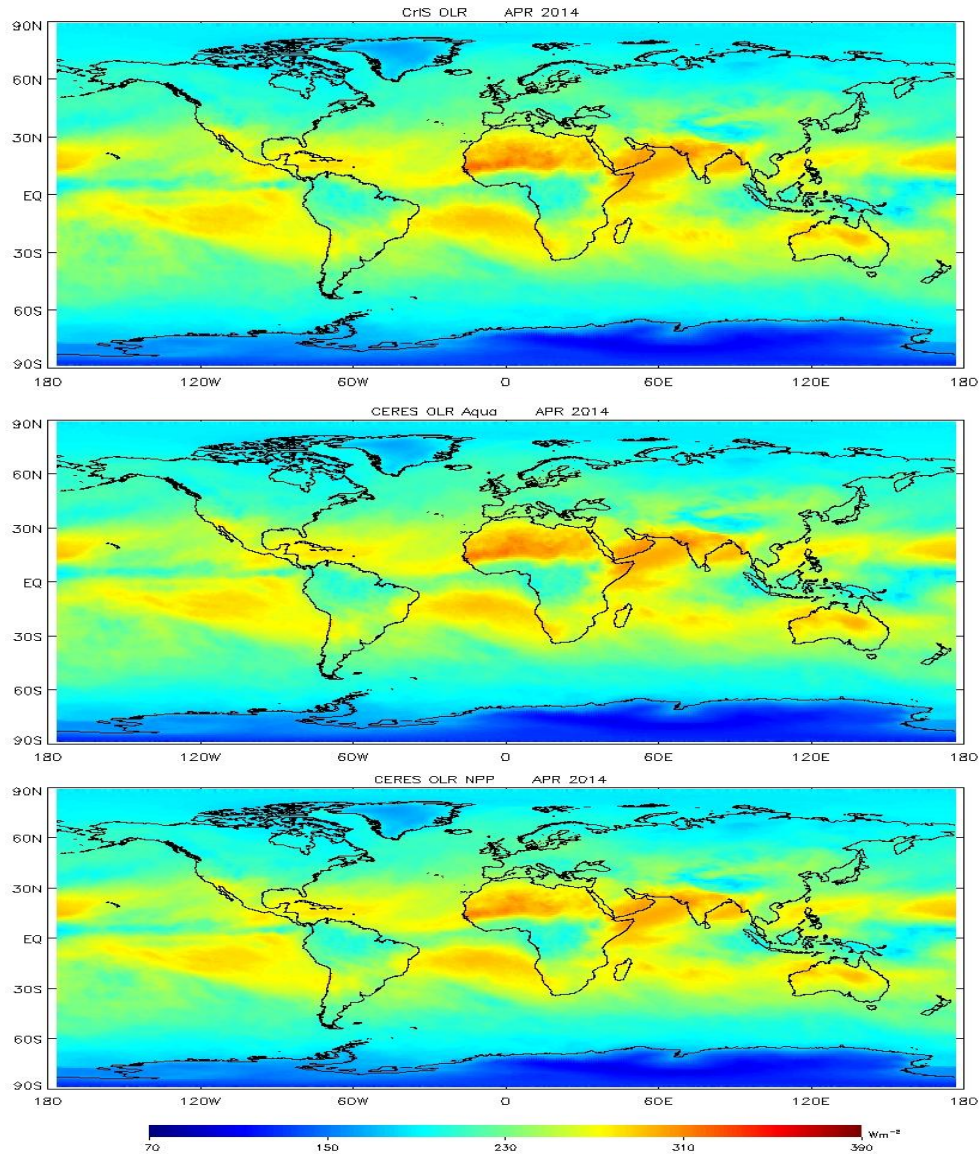 CrIS OLR APR 2014
90N
60N
30N
EQ
30S
60S
90S
180 120W 60W 0 60E 120E 180
CERES OLR Aqua APR 2014
90N
60N
30N
EQ
30S
60S
90S
180 120W 60W 0 60E 120E 180
CERES OLR NPP APR 2014
90N
60N
30N
EQ
30S
60S
90S
180 120W 60W 0 60E 120E 180
Wm⁻²
70 150 230 310 390